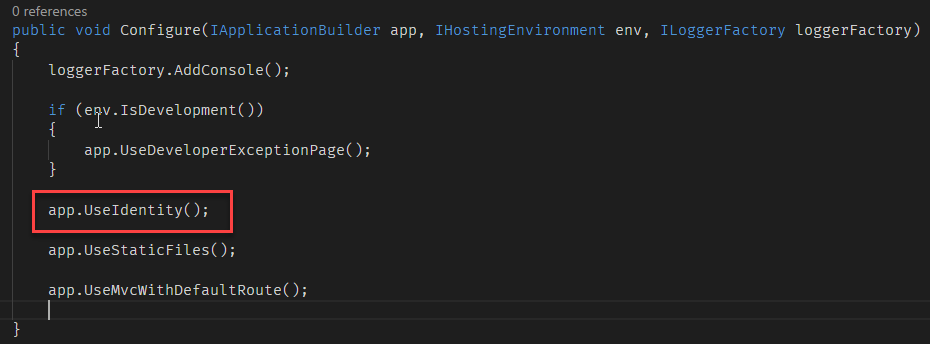 0 references
public void Configure(IApplicationBuilder app, IHostingEnvironment env, ILoggerFactory loggerFactory)
{
loggerFactory.AddConsole();
if (env.IsDevelopment())
{
app.UseDeveloperExceptionPage();
}
app.UseIdentity();
app.UseStaticFiles();
app.UseMvcWithDefaultRoute();
}